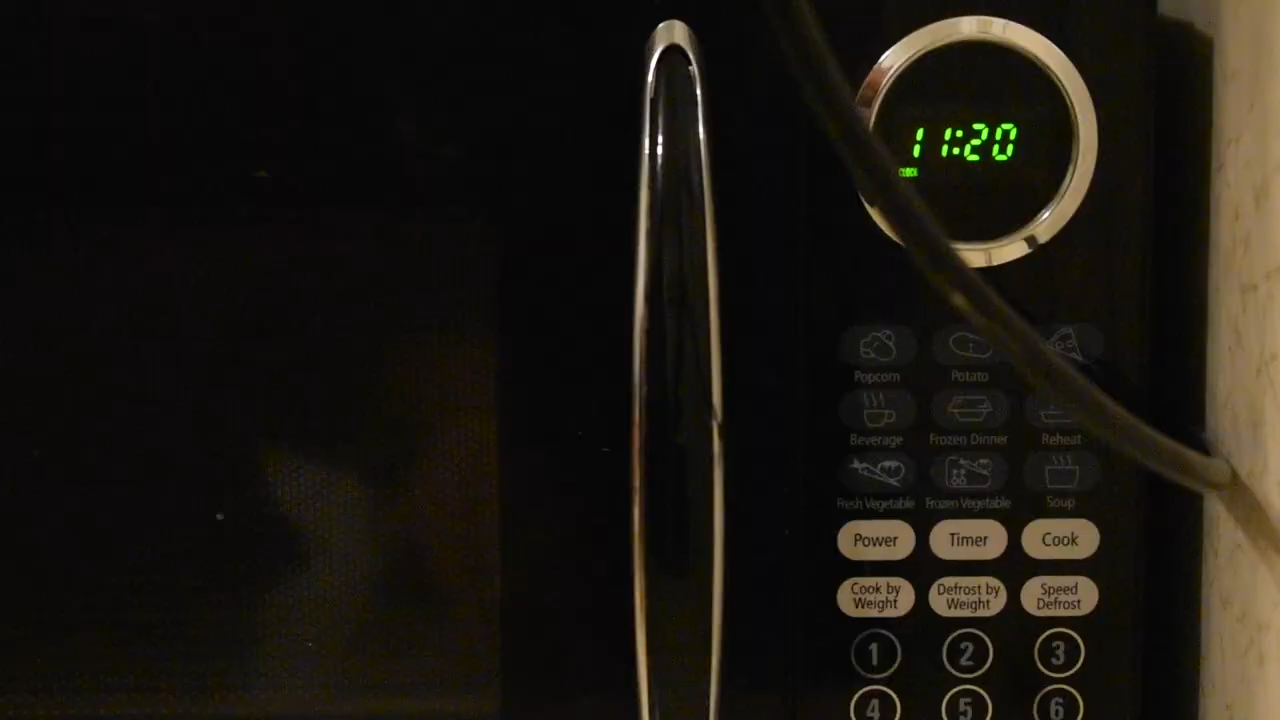 11:20
CLOCK
Popcorn Potato
Beverage Frozen Dinner Reheat
Fresh Vegetable Frozen Vegetable Soup
Power Timer Cook
Cook by Weight Defrost by Weight Speed Defrost
1 2 3
4 5 6